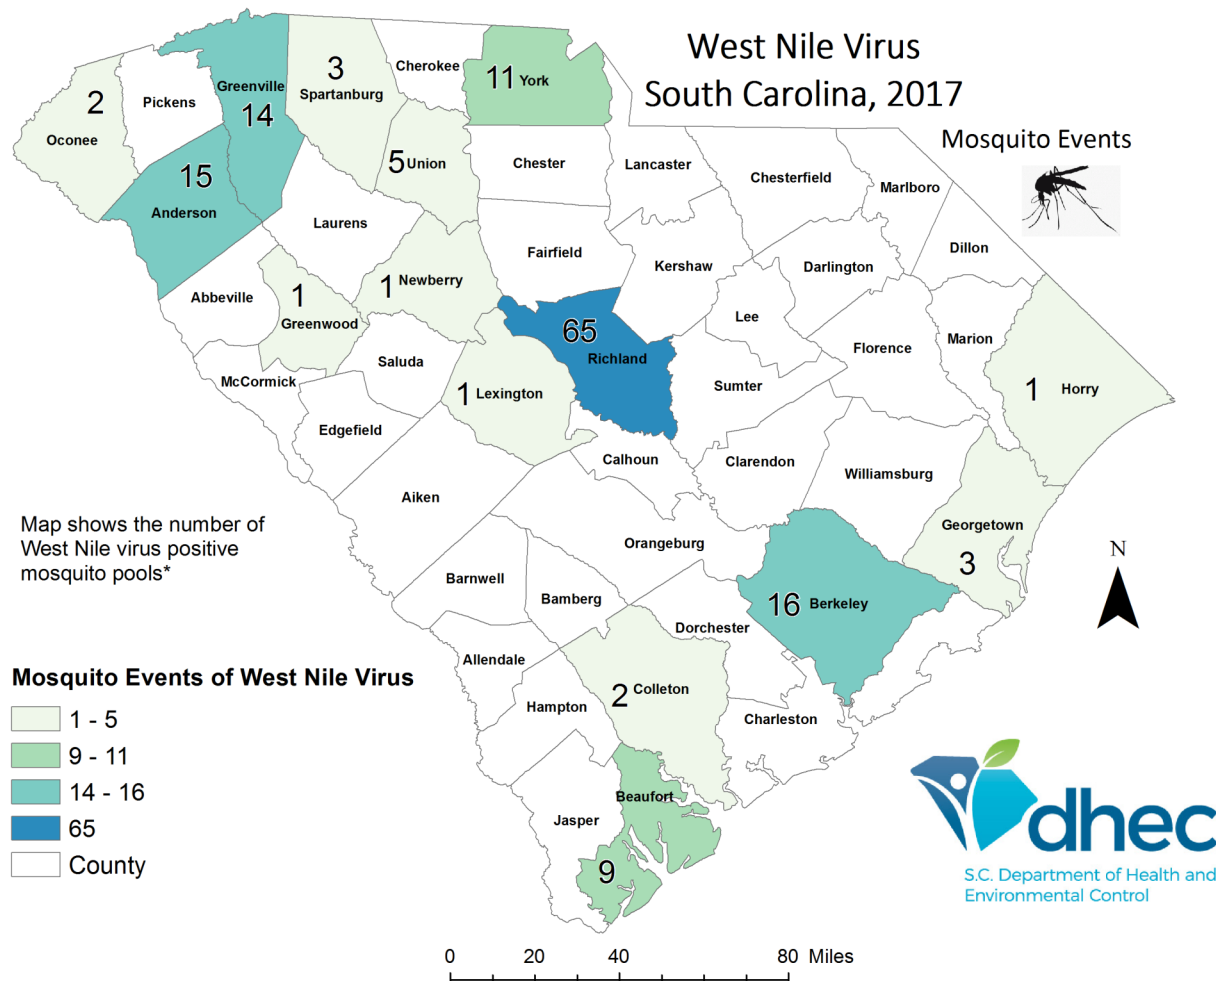 West Nile Virus
South Carolina, 2017
Mosquito Events
Cherokee
11 York
3
Spartanburg
Greenville
14
2
Oconee
Pickens
15
Anderson
5 Union
Chester
Lancaster
Chesterfield
Marlboro
Dillon
Laurens
Fairfield
Kershaw
Darlington
Abbeville
1
Greenwood
1 Newberry
65
Richland
Lee
Florence
Marion
1 Horry
McCormick
Saluda
1 Lexington
Sumter
Edgefield
Calhoun
Clarendon
Williamsburg
Aiken
Georgetown
3
Orangeburg
Map shows the number of
West Nile virus positive
mosquito pools*
N
Barnwell
Bamberg
16 Berkeley
Dorchester
Allendale
Hampton
2 Colleton
Charleston
Beaufort
Jasper
9
Mosquito Events of West Nile Virus
1 - 5
9 - 11
14 - 16
65
County
dhec
S.C. Department of Health and
Environmental Control
0 20 40 80 Miles